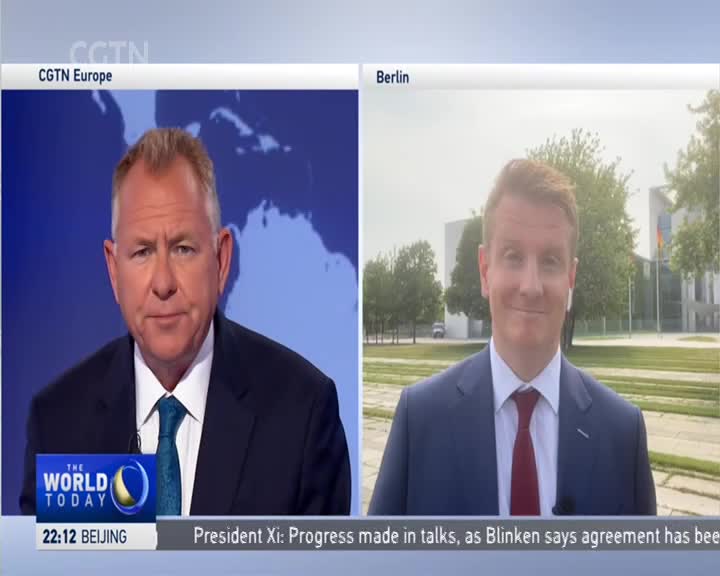 CGTN
CGTN Europe
Berlin
THE
WORLD
TODAY
22:12 BEIJING
President Xi: Progress made in talks, as Blinken says agreement has bee